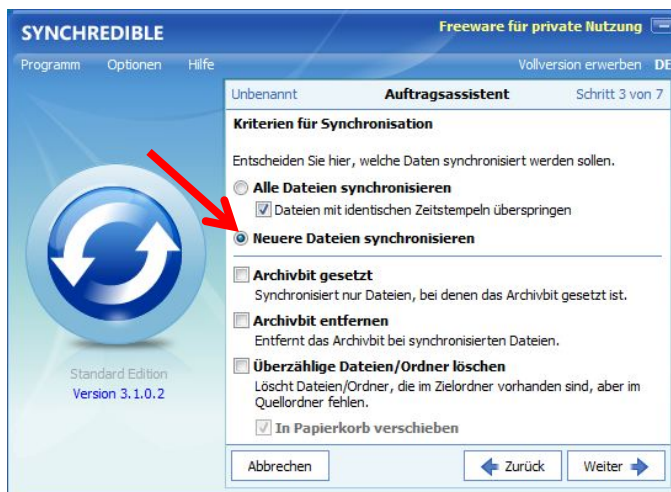 SYNCHREDIBLE
Freeware für private Nutzung
Programm Optionen Hilfe
Vollversion erwerben DE
Unbenannt Auftragsassistent Schritt 3 von 7
Kriterien für Synchronisation
Entscheiden Sie hier, welche Daten synchronisiert werden sollen.
Alle Dateien synchronisieren
Dateien mit identischen Zeitstempeln überspringen
Neuere Dateien synchronisieren
Archivbit gesetzt
Synchronisiert nur Dateien, bei denen das Archivbit gesetzt ist.
Archivbit entfernen
Entfernt das Archivbit bei synchronisierten Dateien.
Überzählige Dateien/Ordner löschen
Löscht Dateien/Ordner, die im Zielordner vorhanden sind, aber im
Quellordner fehlen.
In Papierkorb verschieben
Standard Edition
Version 3.1.0.2
Abbrechen Zurück Weiter